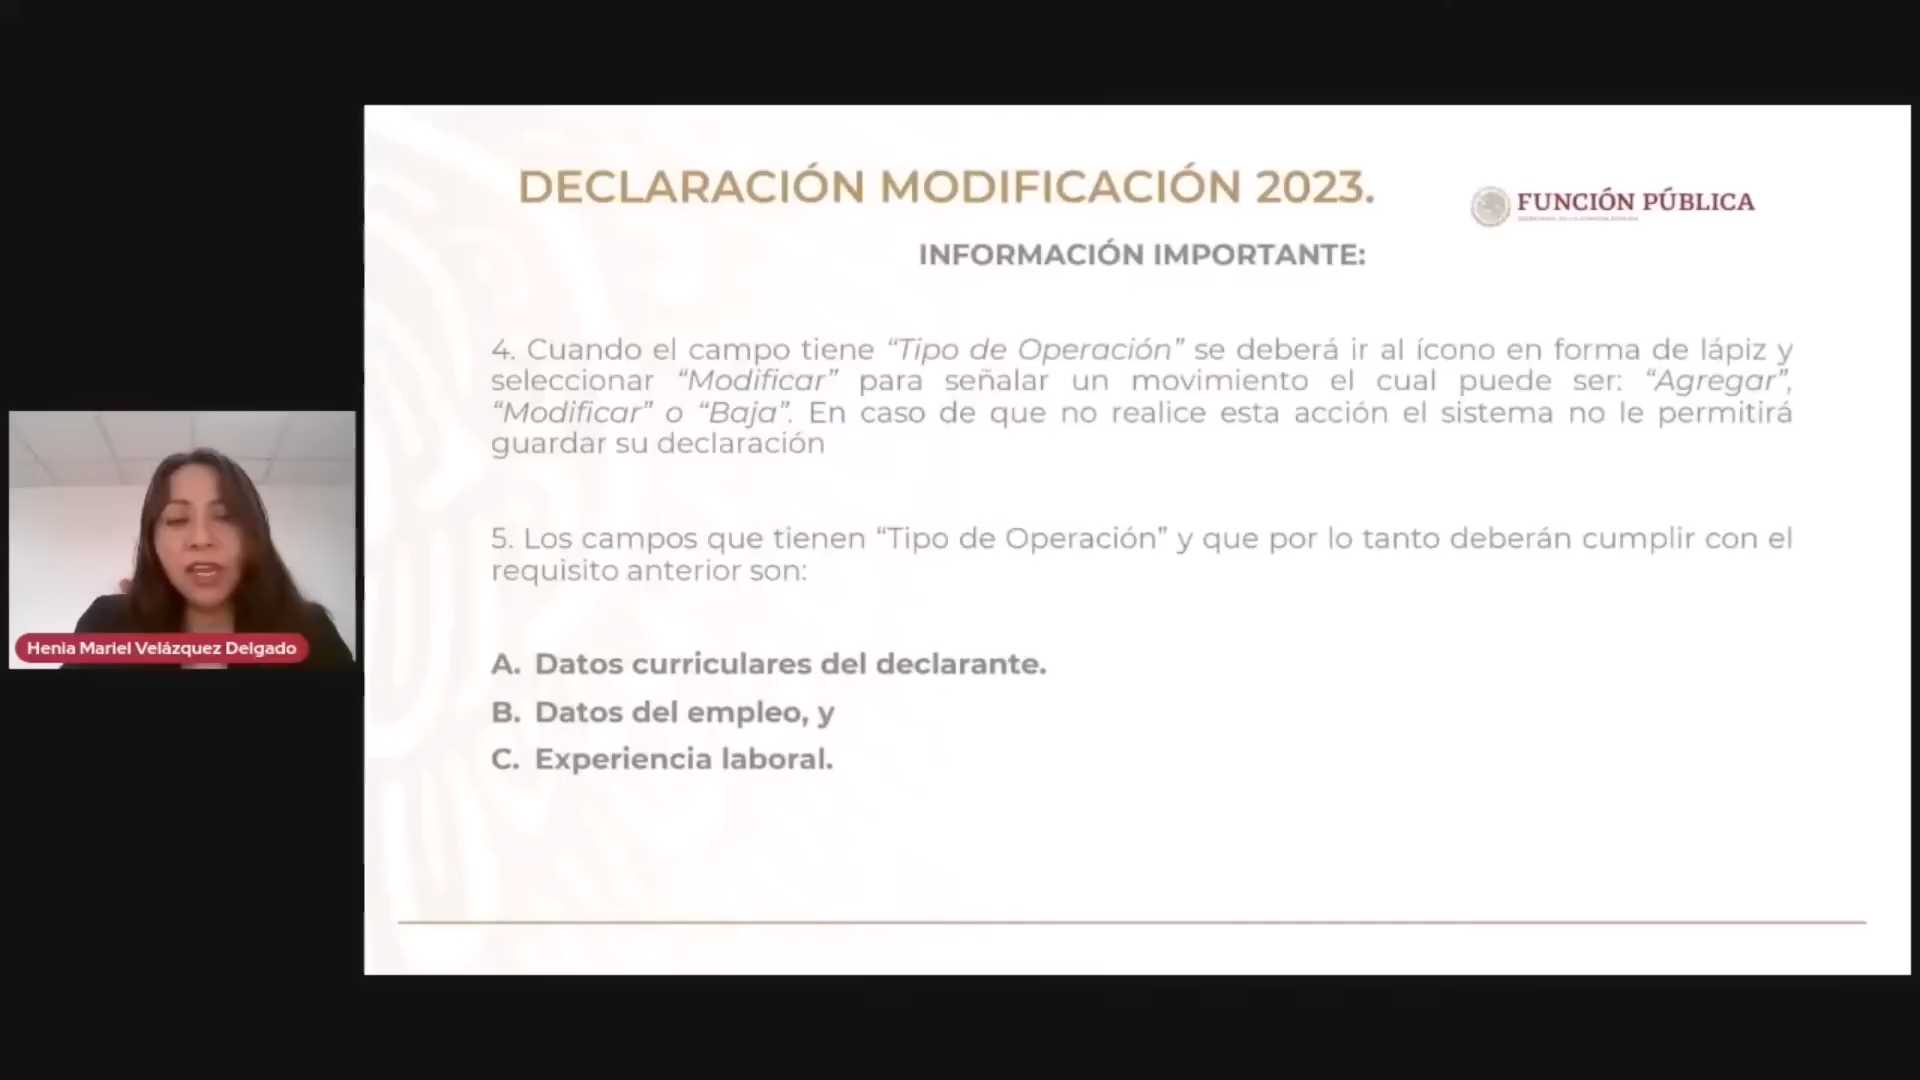 DECLARACIÓN MODIFICACIÓN 2023.
FUNCIÓN PÚBLICA
INFORMACIÓN IMPORTANTE:
4. Cuando el campo tiene “Tipo de Operación” se deberá ir al ícono en forma de lápiz y
seleccionar “Modificar” para señalar un movimiento el cual puede ser: “Agregar”,
“Modificar” o “Baja”. En caso de que no realice esta acción el sistema no le permitirá
guardar su declaración
5. Los campos que tienen “Tipo de Operación” y que por lo tanto deberán cumplir con el
requisito anterior son:
A. Datos curriculares del declarante.
B. Datos del empleo, y
C. Experiencia laboral.
Henia Mariel Velázquez Delgado